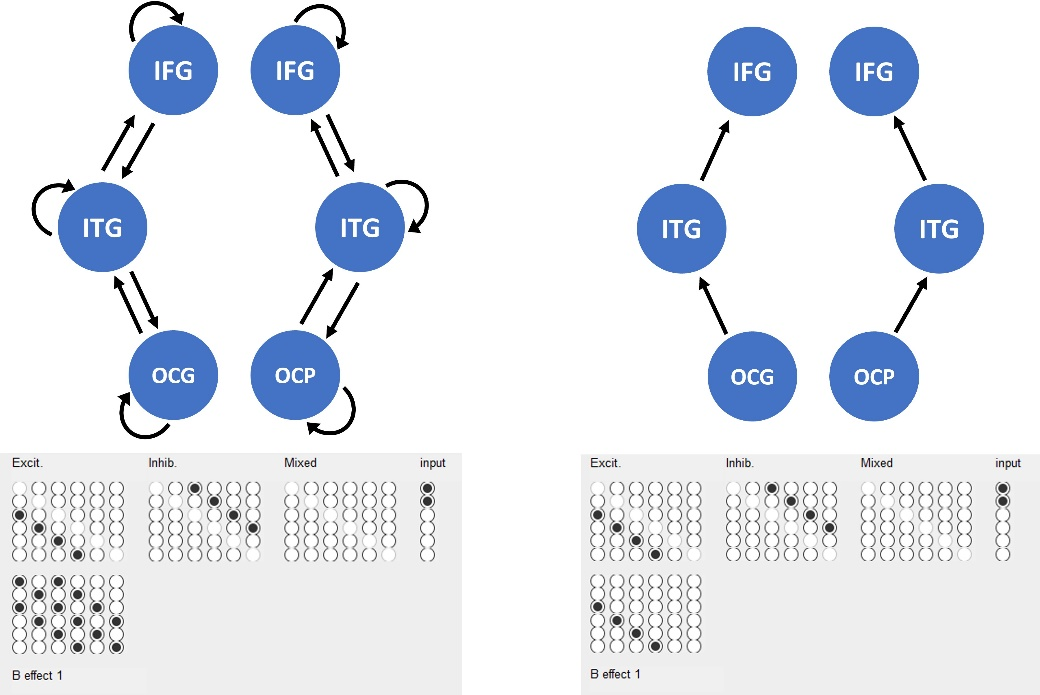 IFG IFG IFG IFG
ITG ITG ITG ITG
OCG OCP OCG OCP
Excit. Inhib. Mixed input Excit. Inhib. Mixed input
B effect 1 B effect 1